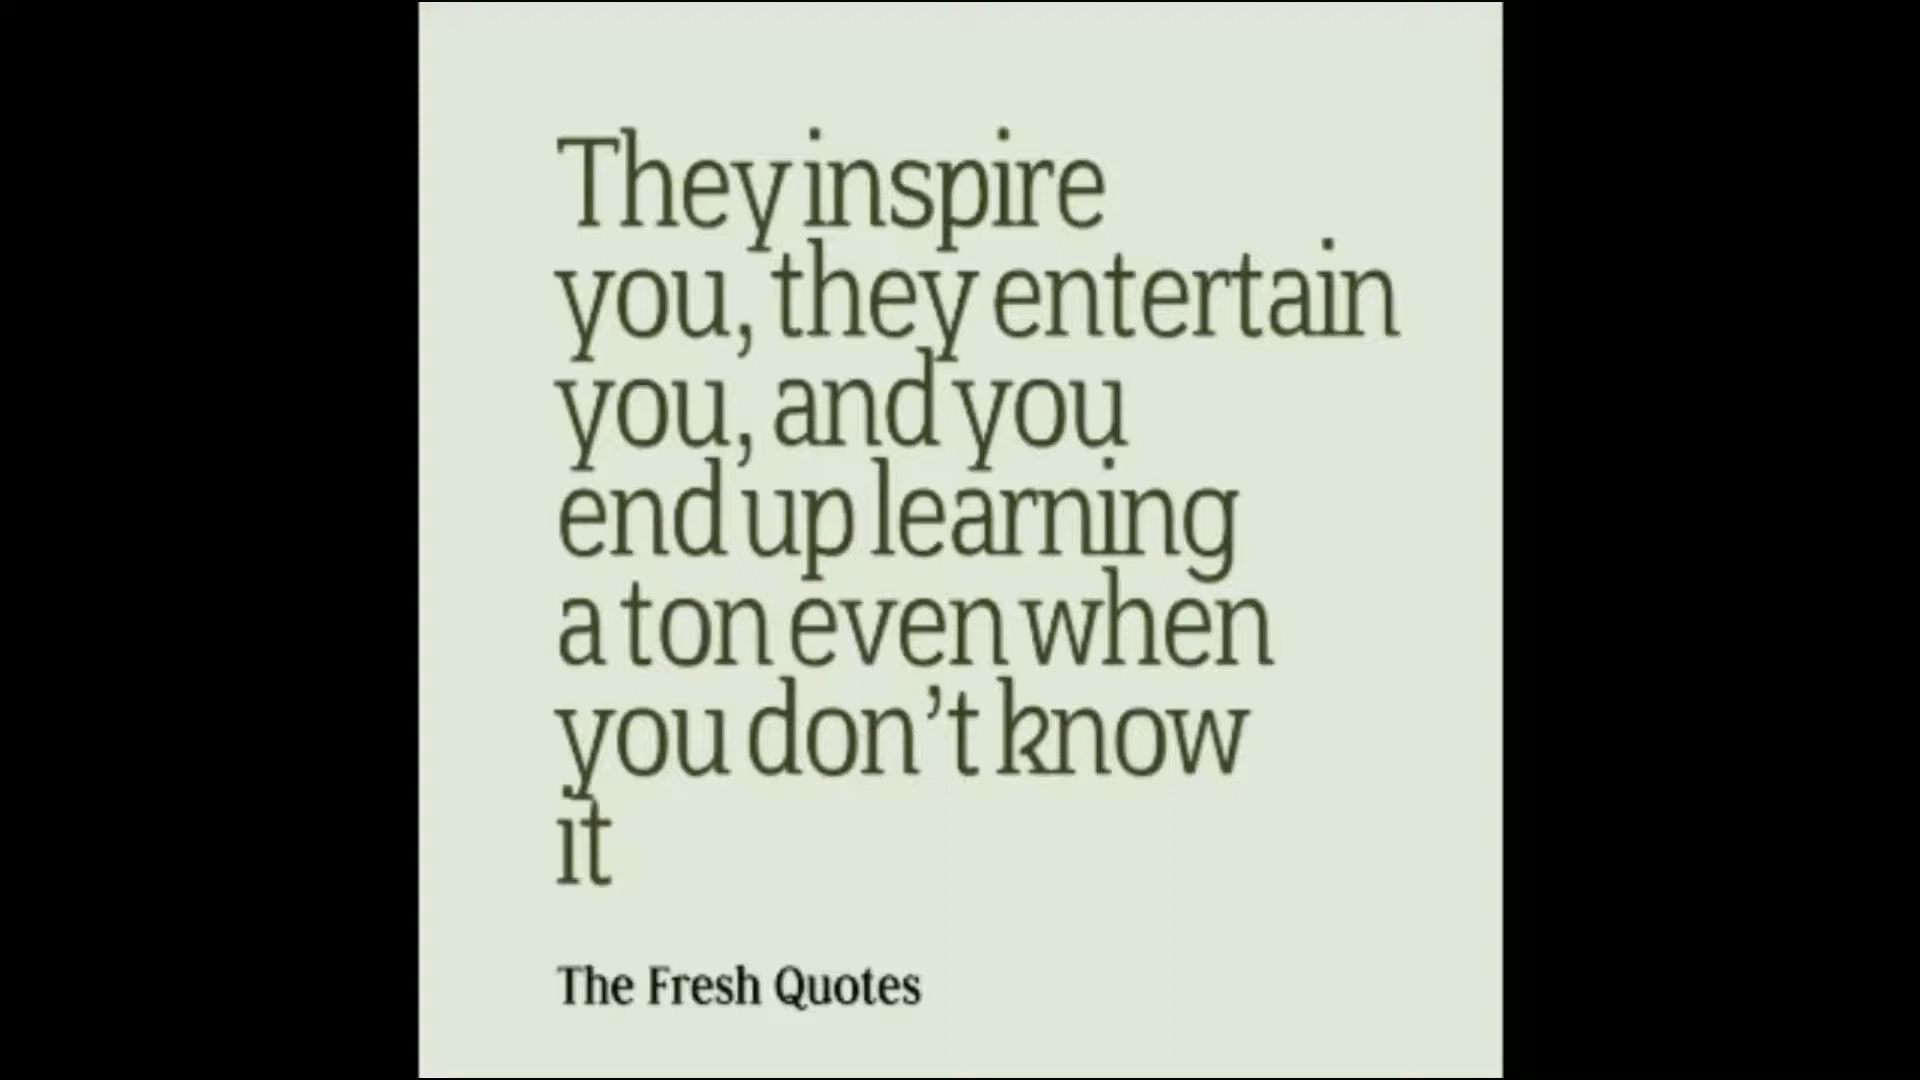 They inspire
you, they entertain
you, and you
end up learning
a ton even when
you don’t know
it
The Fresh Quotes